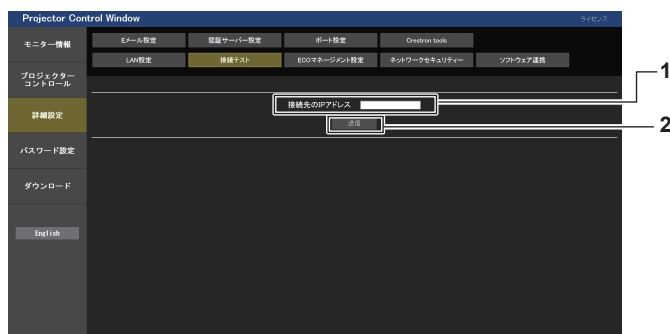 Projector Control Window
ライセンス
モニター情報
Eメール設定
認証サーバー設定
ポート設定
Crestron tools
LAN設定
接続テスト
ECOマネージメント設定
ネットワークセキュリティー
ソフトウェア連携
プロジェクター
コントロール
接続先のIPアドレス
1
送信
2
詳細設定
パスワード設定
ダウンロード
English